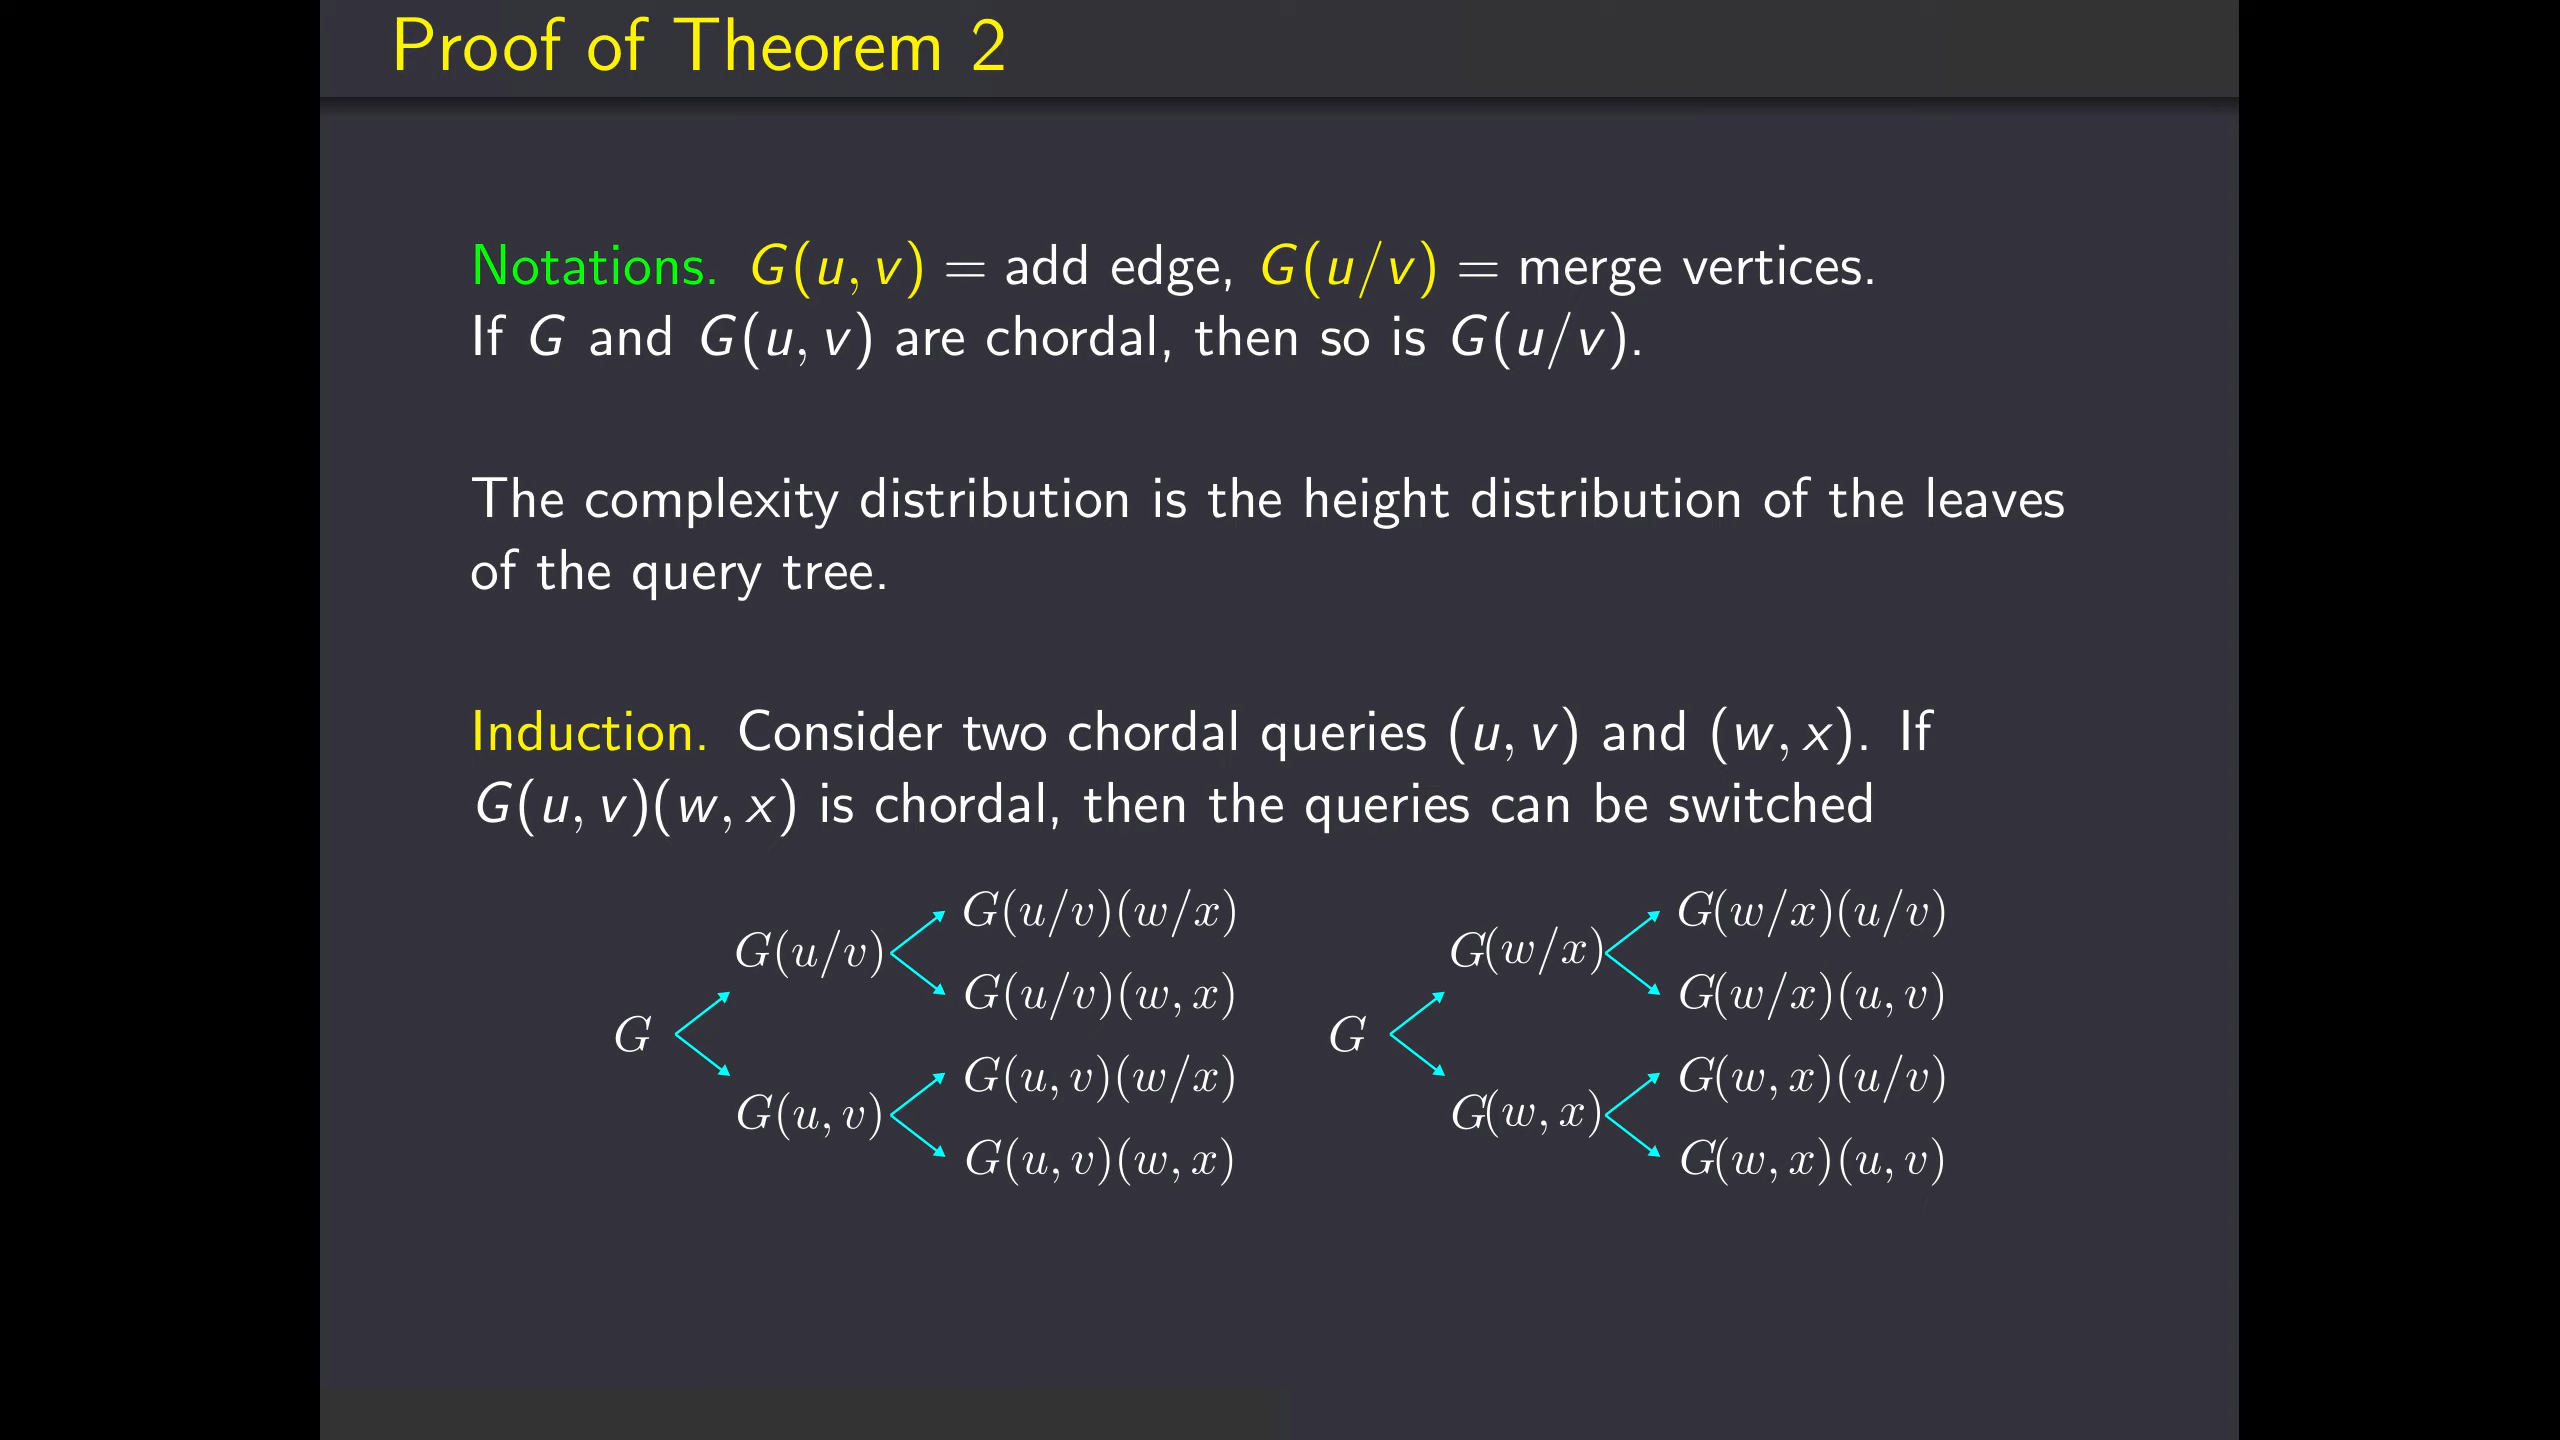 Proof of Theorem 2
Notations. G(u, v) = add edge, G(u/v) = merge vertices.
If G and G(u, v) are chordal, then so is G(u/v).
The complexity distribution is the height distribution of the leaves
of the query tree.
Induction. Consider two chordal queries (u, v) and (w, x). If
G(u, v)(w, x) is chordal, then the queries can be switched
G
G(u/v)
G(u, v)
G(u/v)(w/x)
G(u/v)(w, x)
G(u, v)(w/x)
G(u, v)(w, x)
G
G(w/x)
G(w, x)
G(w/x)(u/v)
G(w/x)(u, v)
G(w, x)(u/v)
G(w, x)(u, v)